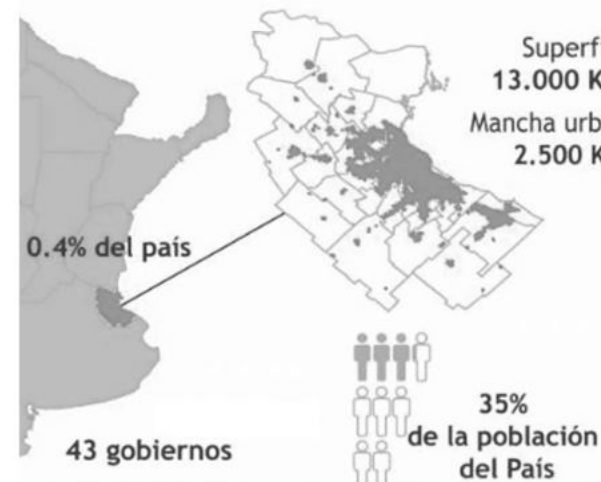 Superf
13.000 K
Mancha urb
2.500 K
0.4% del país
43 gobiernos
35%
de la población
del País